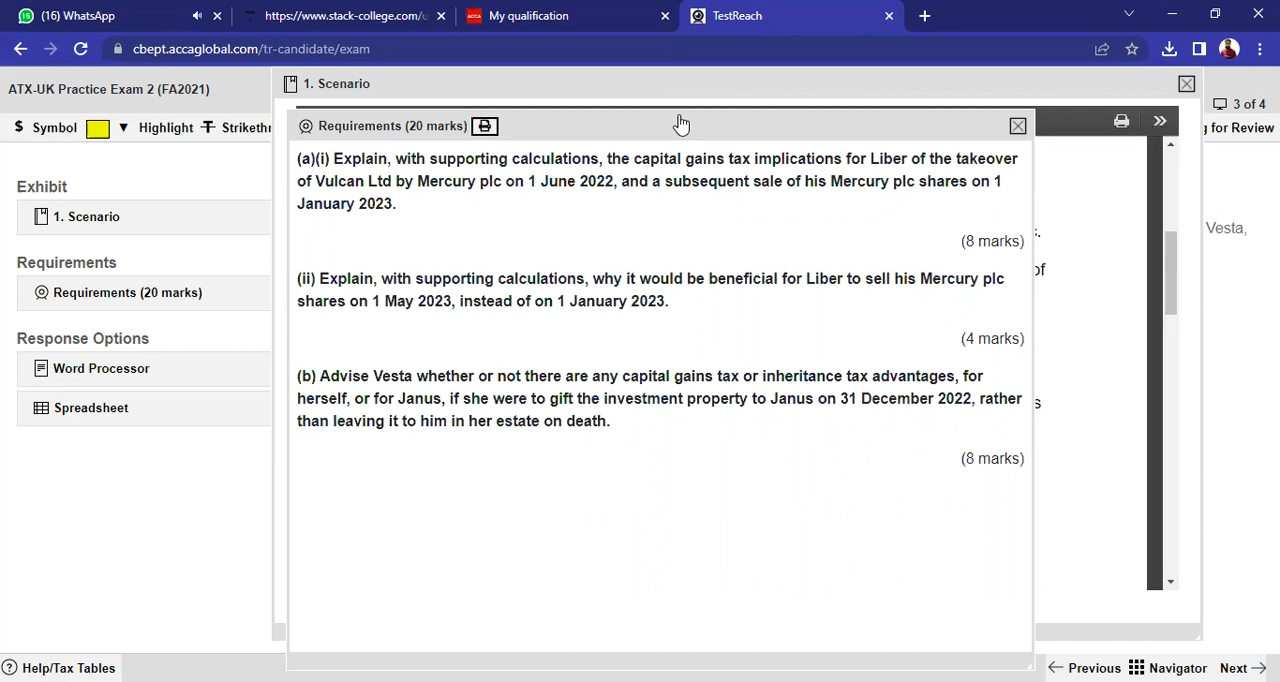 (16) WhatsApp
https://www.stack-college.com/u
ACCA
My qualification
TestReach
cbept.accaglobal.com/tr-candidate/exam
ATX-UK Practice Exam 2 (FA2021)
1. Scenario
3 of 4
$ Symbol
Highlight
Strikethr
g for Review
Requirements (20 marks)
Exhibit
1. Scenario
Requirements
Requirements (20 marks)
Response Options
Word Processor
Spreadsheet
(a)(i) Explain, with supporting calculations, the capital gains tax implications for Liber of the takeover
of Vulcan Ltd by Mercury plc on 1 June 2022, and a subsequent sale of his Mercury plc shares on 1
January 2023.
(8 marks)
(ii) Explain, with supporting calculations, why it would be beneficial for Liber to sell his Mercury plc
shares on 1 May 2023, instead of on 1 January 2023.
(4 marks)
(b) Advise Vesta whether or not there are any capital gains tax or inheritance tax advantages, for
herself, or for Janus, if she were to gift the investment property to Janus on 31 December 2022, rather
than leaving it to him in her estate on death.
(8 marks)
of
s
Vesta,
Help/Tax Tables
Previous
Navigator
Next